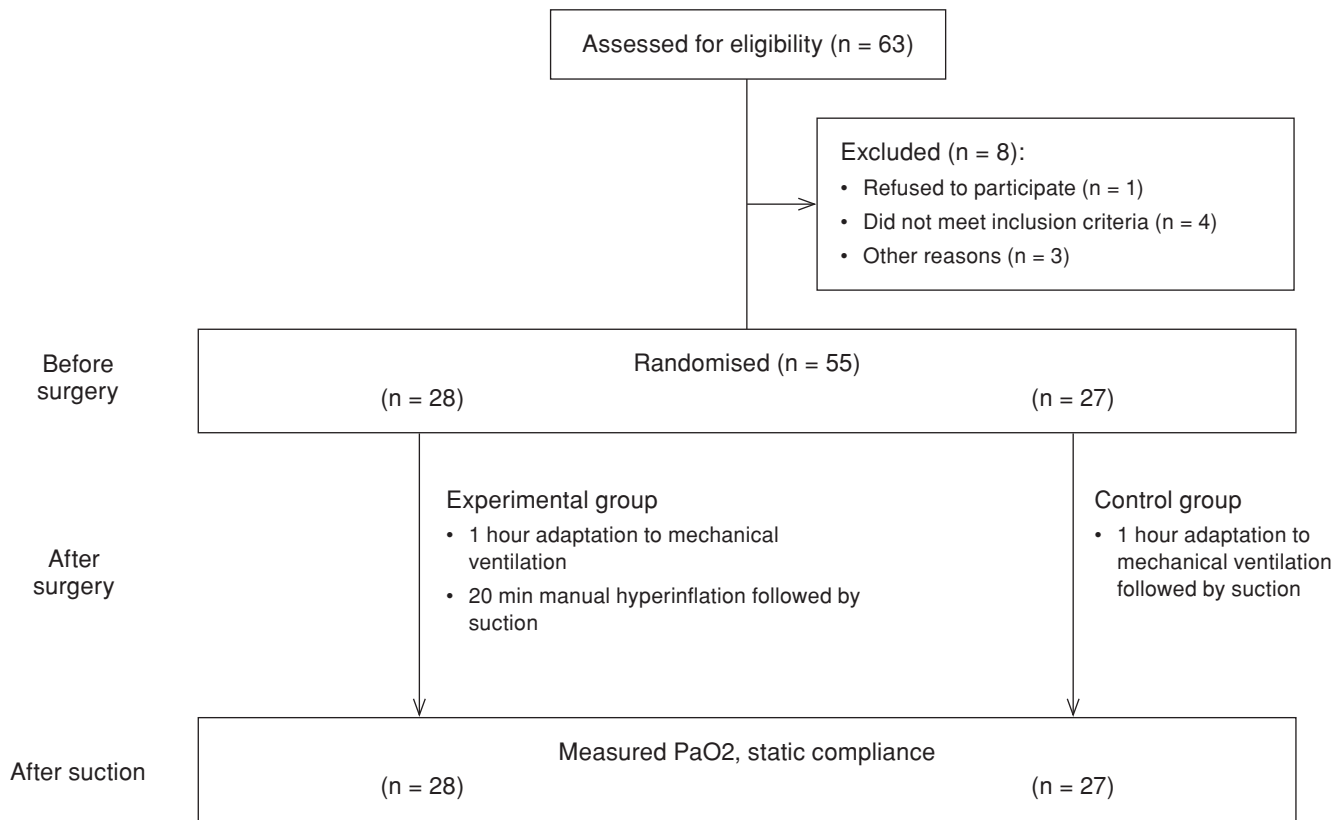 Assessed for eligibility (n = 63)
Excluded (n = 8):
• Refused to participate (n = 1)
• Did not meet inclusion criteria (n = 4)
• Other reasons (n = 3)
Before
surgery
Randomised (n = 55)
(n = 28)
(n = 27)
After
surgery
Experimental group
• 1 hour adaptation to mechanical
ventilation
• 20 min manual hyperinflation followed by
suction
Control group
• 1 hour adaptation to
mechanical ventilation
followed by suction
After suction
Measured PaO2, static compliance
(n = 28)
(n = 27)